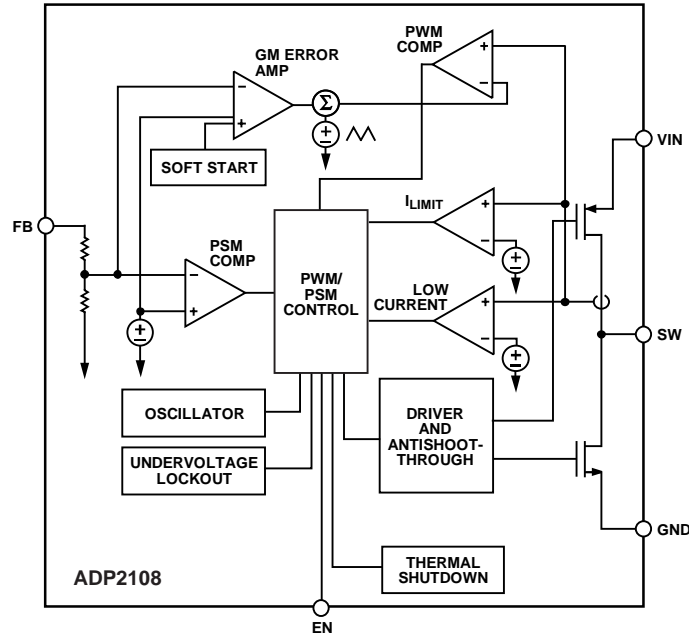 PWM
COMP
GM ERROR
AMP
+
−
−
+
Σ
+
−
VIN
SOFT START
I LIMIT
+
−
+
−
FB
PSM
COMP
−
+
+
−
PWM/
PSM
CONTROL
LOW
CURRENT
+
−
+
−
SW
OSCILLATOR
DRIVER
AND
ANTISHOOT-
THROUGH
UNDERVOLTAGE
LOCKOUT
GND
THERMAL
SHUTDOWN
ADP2108
EN